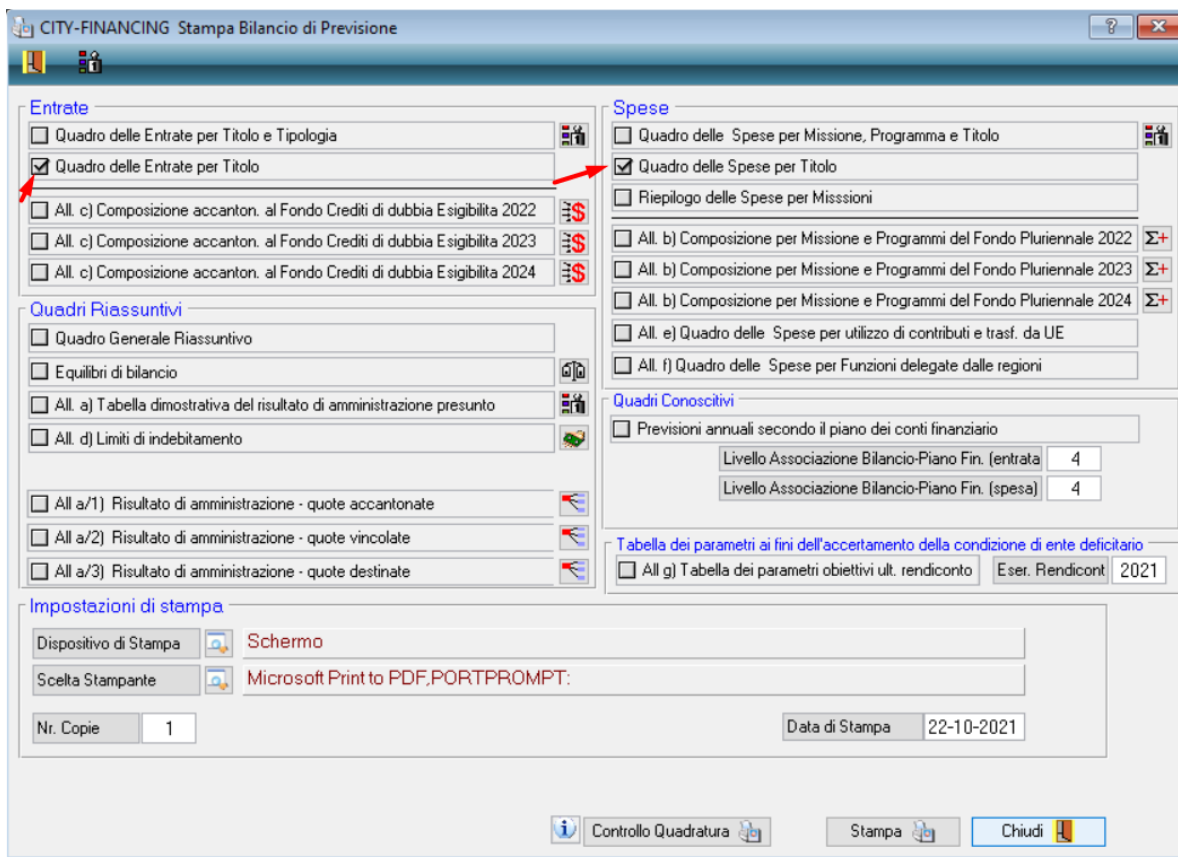 CITY-FINANCING Stampa Bilancio di Previsione
Entrate
Quadro delle Entrate per Titolo e Tipologia
Quadro delle Entrate per Titolo
All. c) Composizione accanton. al Fondo Crediti di dubbia Esigibilita 2022
All. c) Composizione accanton. al Fondo Crediti di dubbia Esigibilita 2023
All. c) Composizione accanton. al Fondo Crediti di dubbia Esigibilita 2024
Quadri Riassuntivi
Quadro Generale Riassuntivo
Equilibri di bilancio
All. a) Tabella dimostrativa del risultato di amministrazione presunto
All. d) Limiti di indebitamento
All a/1) Risultato di amministrazione - quote accantonate
All a/2) Risultato di amministrazione - quote vincolate
All a/3) Risultato di amministrazione - quote destinate
Spese
Quadro delle Spese per Missione, Programma e Titolo
Quadro delle Spese per Titolo
Riepilogo delle Spese per Misssioni
All. b) Composizione per Missione e Programmi del Fondo Pluriennale 2022
All. b) Composizione per Missione e Programmi del Fondo Pluriennale 2023
All. b) Composizione per Missione e Programmi del Fondo Pluriennale 2024
All. e) Quadro delle Spese per utilizzo di contributi e trasf. da UE
All. f) Quadro delle Spese per Funzioni delegate dalle regioni
Quadri Conoscitivi
Previsioni annuali secondo il piano dei conti finanziario
Livello Associazione Bilancio-Piano Fin. (entrata 4
Livello Associazione Bilancio-Piano Fin. (spesa) 4
Tabella dei parametri ai fini dell'accertamento della condizione di ente deficitario
All g) Tabella dei parametri obiettivi ult. rendiconto Eser. Rendicont 2021
Impostazioni di stampa
Dispositivo di Stampa Schermo
Scelta Stampante Microsoft Print to PDF,PORTPROMPT:
Nr. Copie 1 Data di Stampa 22-10-2021
Controllo Quadratura Stampa Chiudi